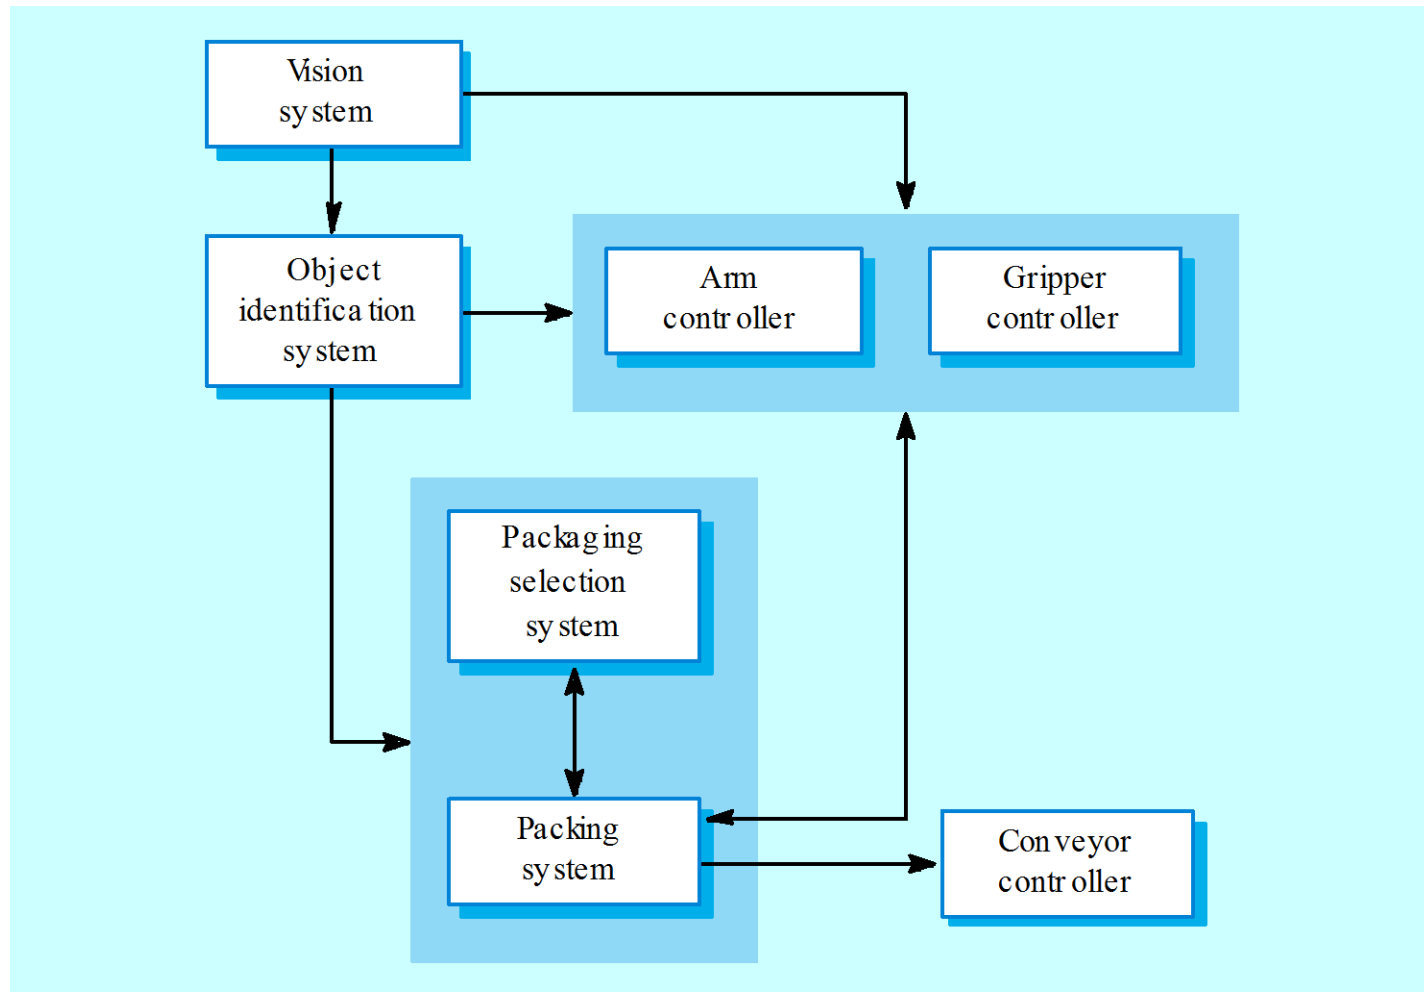 Vision
system
Object
identification
system
Arm
controller
Gripper
controller
Packaging
selection
system
Packing
system
Conveyor
controller